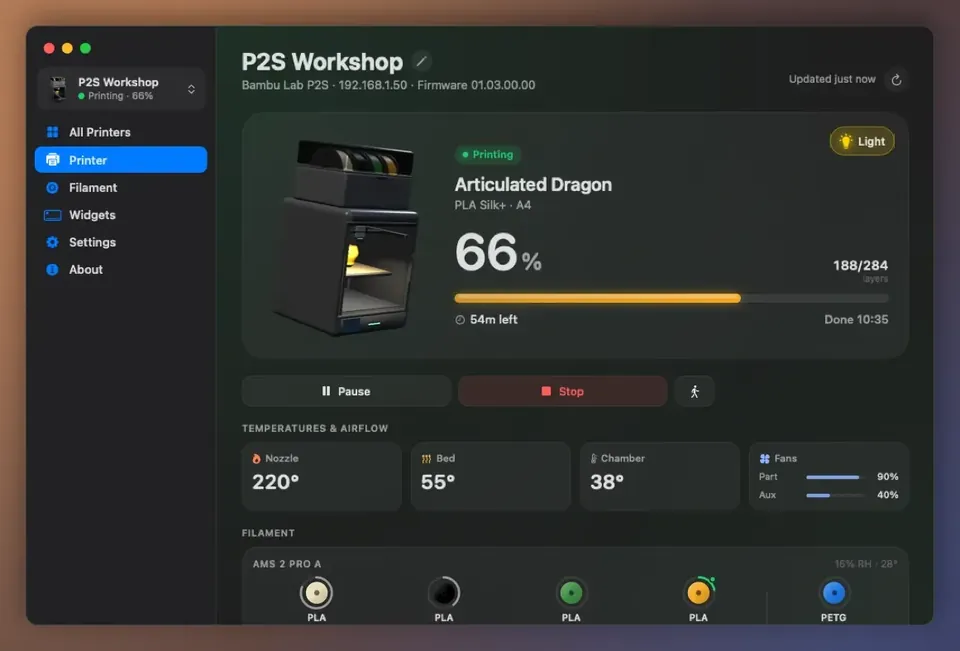 P2S Workshop
Printing · 66%
All Printers
Printer
Filament
Widgets
Settings
About
P2S Workshop
Bambu Lab P2S · 192.168.1.50 · Firmware 01.03.00.00
Updated just now
Light
Printing
Articulated Dragon
PLA Silk+ · A4
66%
188/284
layers
54m left
Done 10:35
Pause
Stop
TEMPERATURES & AIRFLOW
Nozzle
220°
Bed
55°
Chamber
38°
Fans
Part 90%
Aux 40%
FILAMENT
AMS 2 PRO A
16% RH · 28°
PLA
PLA
PLA
PLA
PETG